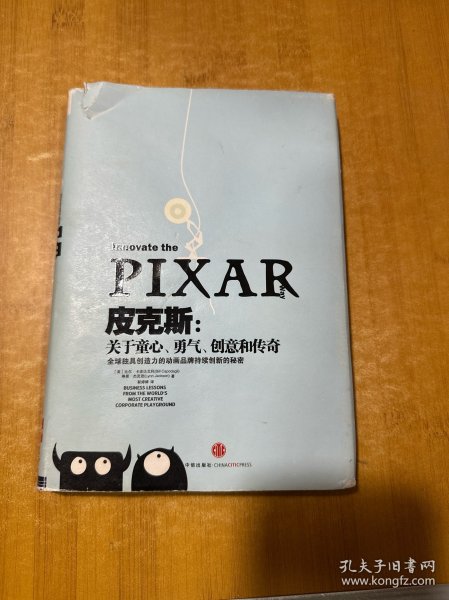 Innovate the
PIXAR
Way
皮克斯：
关于童心、勇气、创意和传奇
全球最具创造力的动画品牌持续创新的秘密
BUSINESS LESSONS
FROM THE WORLD'S
MOST CREATIVE
CORPORATE PLAYGROUND
中信出版社·CHINACITICPRESS
孔夫子旧书网
www.kongfz.com